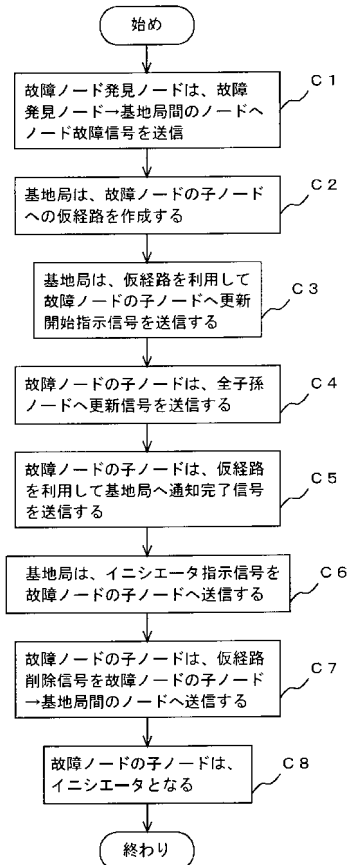 始め
故障ノード発見ノードは、故障
発見ノード→基地局間のノードへ
ノード故障信号を送信
C1
基地局は、故障ノードの子ノード
への仮経路を作成する
C2
基地局は、仮経路を利用して
故障ノードの子ノードへ更新
開始指示信号を送信する
C3
故障ノードの子ノードは、全子孫
ノードへ更新信号を送信する
C4
故障ノードの子ノードは、仮経路
を利用して基地局へ通知完了信号
を送信する
C5
基地局は、イニシエータ指示信号を
故障ノードの子ノードへ送信する
C6
故障ノードの子ノードは、仮経路
削除信号を故障ノードの子ノード
→基地局間のノードへ送信する
C7
故障ノードの子ノードは、
イニシエータとなる
C8
終わり